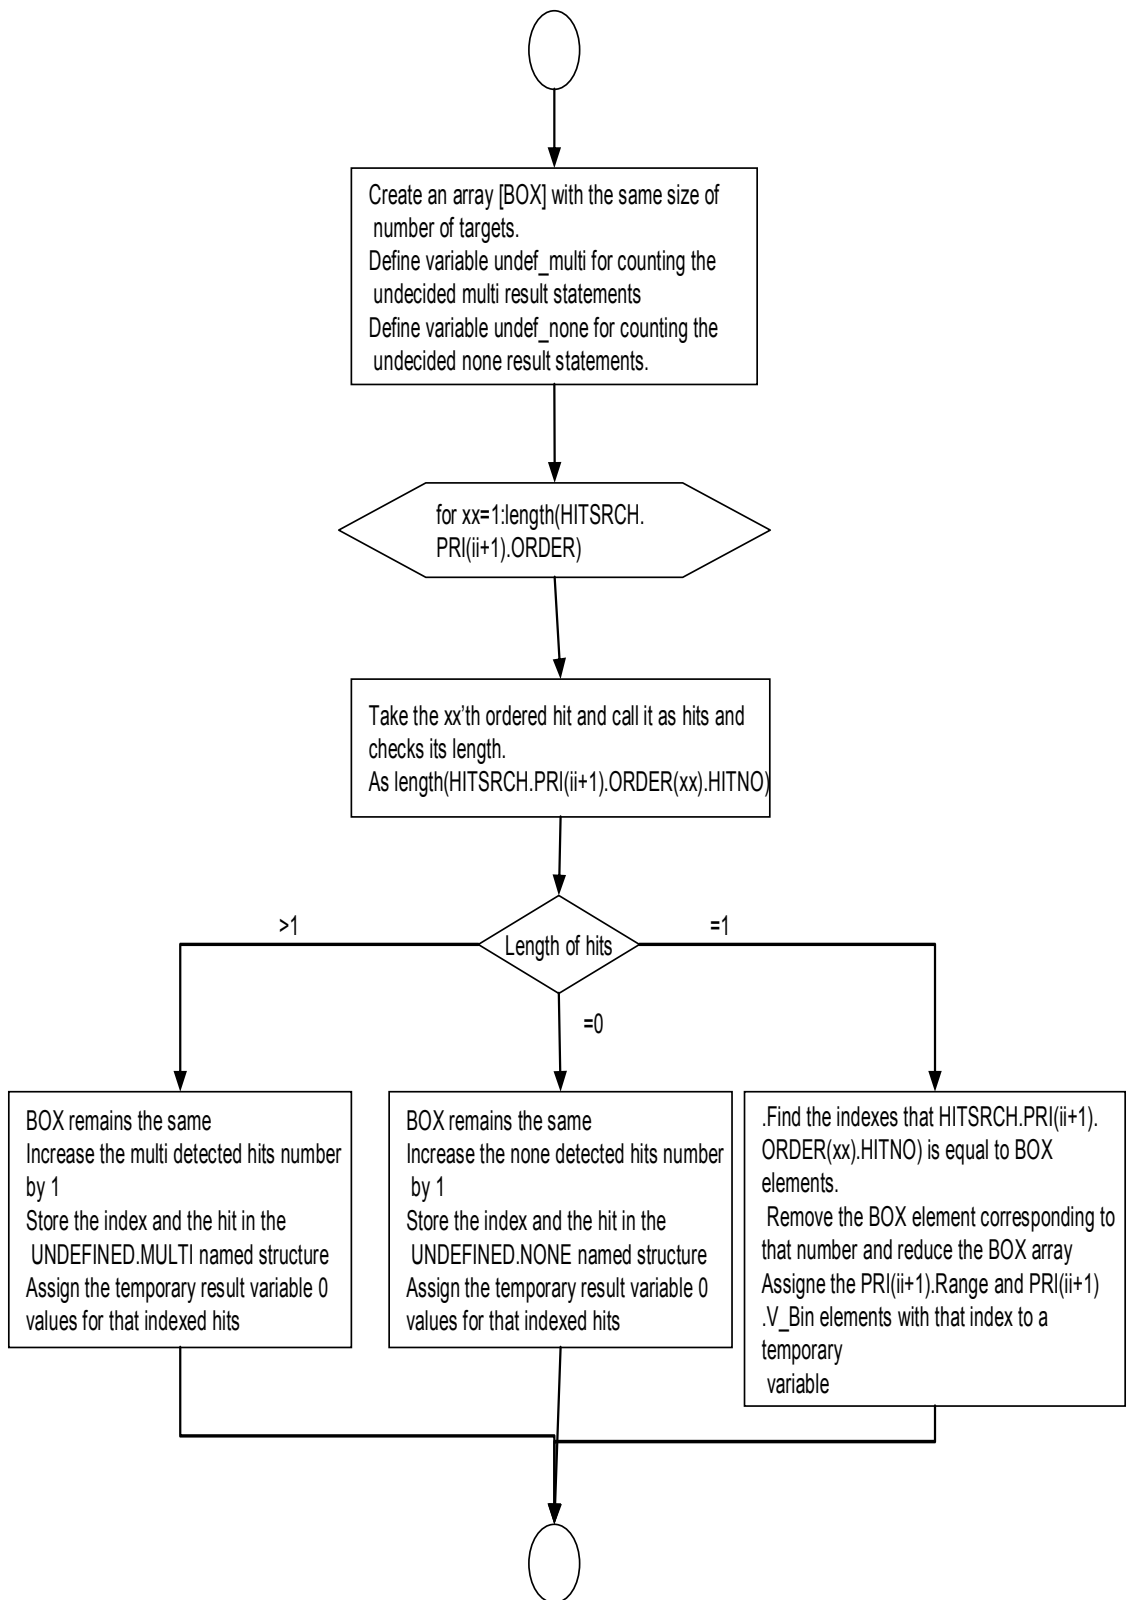 Create an array [BOX] with the same size of
number of targets.
Define variable undef_multi for counting the
undecided multi result statements
Define variable undef_none for counting the
undecided none result statements.
for xx=1:length(HITSRCH.
PRI(ii+1).ORDER)
Take the xx'th ordered hit and call it as hits and
checks its length.
As length(HITSRCH.PRI(ii+1).ORDER(xx).HITNO)
Length of hits
>1
=0
=1
BOX remains the same
Increase the multi detected hits number
by 1
Store the index and the hit in the
UNDEFINED.MULTI named structure
Assign the temporary result variable 0
values for that indexed hits
BOX remains the same
Increase the none detected hits number
by 1
Store the index and the hit in the
UNDEFINED.NONE named structure
Assign the temporary result variable 0
values for that indexed hits
.Find the indexes that HITSRCH.PRI(ii+1).
ORDER(xx).HITNO) is equal to BOX
elements.
Remove the BOX element corresponding to
that number and reduce the BOX array
Assigne the PRI(ii+1).Range and PRI(ii+1)
.V_Bin elements with that index to a
temporary
variable